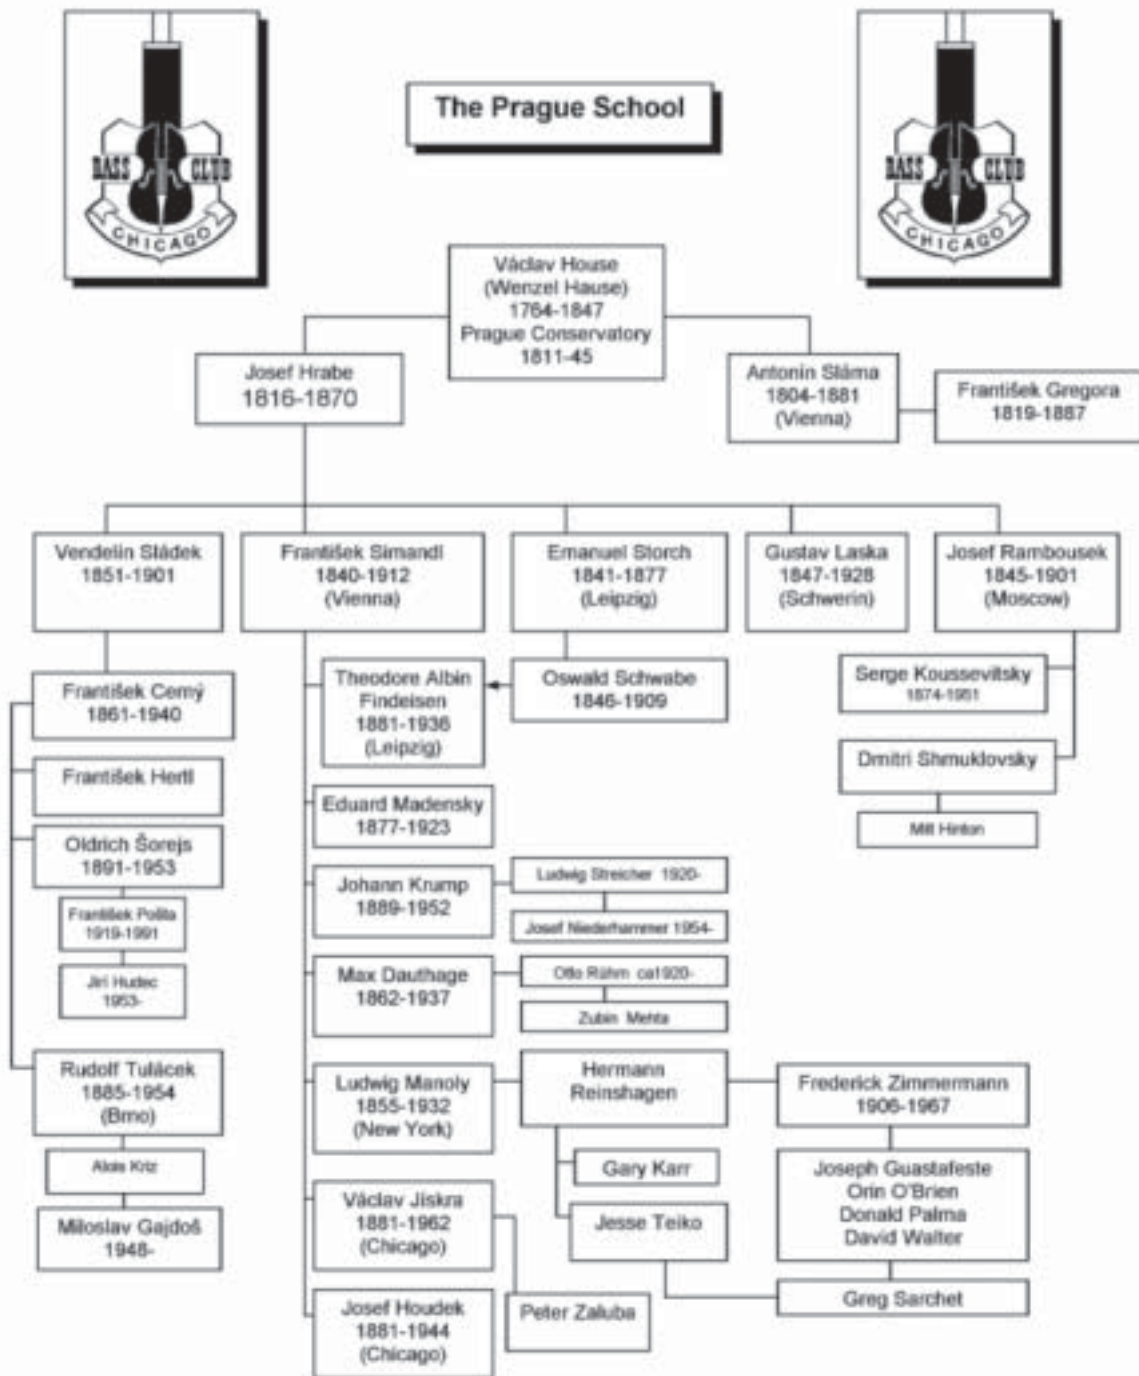 BASS CLUB
CHICAGO
The Prague School
BASS CLUB
CHICAGO
Václav House
(Wenzel Hause)
1764-1847
Prague Conservatory
1811-45
Josef Hrabe
1816-1870
Antonin Sláma
1804-1881
(Vienna)
František Gregora
1819-1887
Vendelin Sládek
1851-1901
František Simandl
1840-1912
(Vienna)
Emanuel Storch
1841-1877
(Leipzig)
Gustav Laska
1847-1928
(Schwerin)
Josef Rambousek
1845-1901
(Moscow)
František Cerný
1861-1940
Theodore Albin
Findeisen
1881-1936
(Leipzig)
Oswald Schwabe
1846-1909
Serge Koussevitsky
1874-1951
František Hertl
Dmitri Shmuklovsky
Eduard Madensky
1877-1923
Milt Hinton
Oldrich Šorejs
1891-1953
Johann Krump
1889-1952
Ludwig Streicher 1920-
František Pošta
1919-1991
Josef Niederhammer 1954-
Jirí Hudec
1953-
Max Dauthage
1862-1937
Otto Rühm ca1920-
Zubin Mehta
Rudolf Tulácek
1885-1954
(Brno)
Ludwig Manoly
1855-1932
(New York)
Hermann
Reinshagen
Frederick Zimmermann
1906-1967
Alois Kriz
Gary Karr
Joseph Guastafeste
Orin O'Brien
Donald Palma
David Walter
Miloslav Gajdoš
1948-
Václav Jiskra
1881-1962
(Chicago)
Jesse Teiko
Josef Houdek
1881-1944
(Chicago)
Peter Zaluba
Greg Sarchet